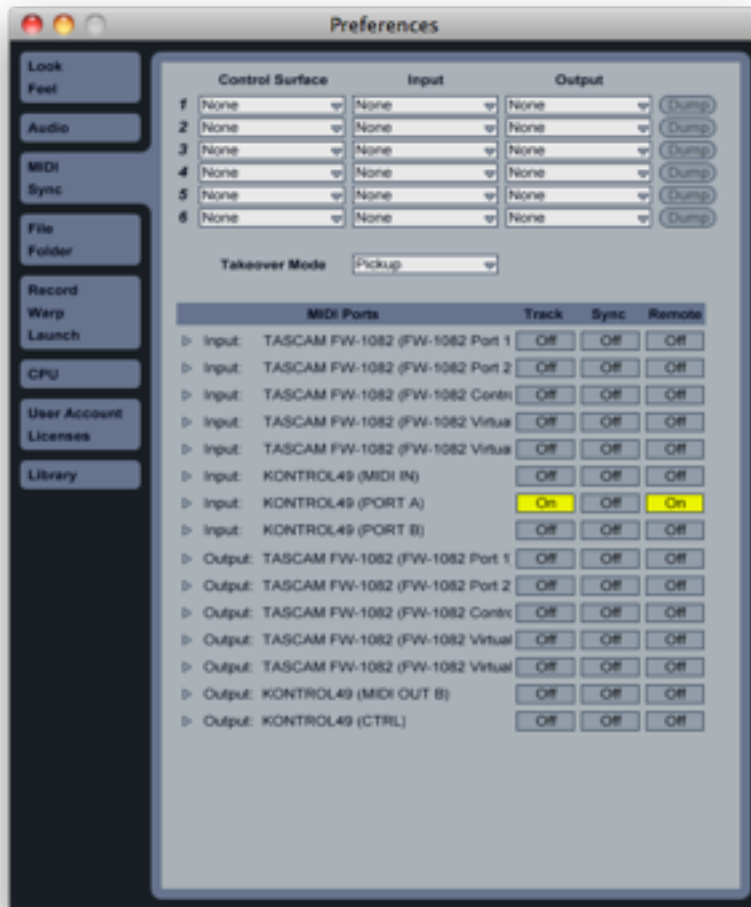 Preferences
Look
Feel
Audio
MIDI
Sync
File
Folder
Record
Warp
Launch
CPU
User Account
Licenses
Library
Control Surface Input Output
1 None None None Dump
2 None None None Dump
3 None None None Dump
4 None None None Dump
5 None None None Dump
6 None None None Dump
Takeover Mode Pickup
MIDI Ports Track Sync Remote
Input: TASCAM FW-1082 (FW-1082 Port 1 Off Off Off
Input: TASCAM FW-1082 (FW-1082 Port 2 Off Off Off
Input: TASCAM FW-1082 (FW-1082 Contro Off Off Off
Input: TASCAM FW-1082 (FW-1082 Virtual Off Off Off
Input: TASCAM FW-1082 (FW-1082 Virtual Off Off Off
Input: KONTROL49 (MIDI IN) Off Off Off
Input: KONTROL49 (PORT A) On Off On
Input: KONTROL49 (PORT B) Off Off Off
Output: TASCAM FW-1082 (FW-1082 Port 1 Off Off Off
Output: TASCAM FW-1082 (FW-1082 Port 2 Off Off Off
Output: TASCAM FW-1082 (FW-1082 Contro Off Off Off
Output: TASCAM FW-1082 (FW-1082 Virtual Off Off Off
Output: TASCAM FW-1082 (FW-1082 Virtual Off Off Off
Output: KONTROL49 (MIDI OUT B) Off Off Off
Output: KONTROL49 (CTRL) Off Off Off